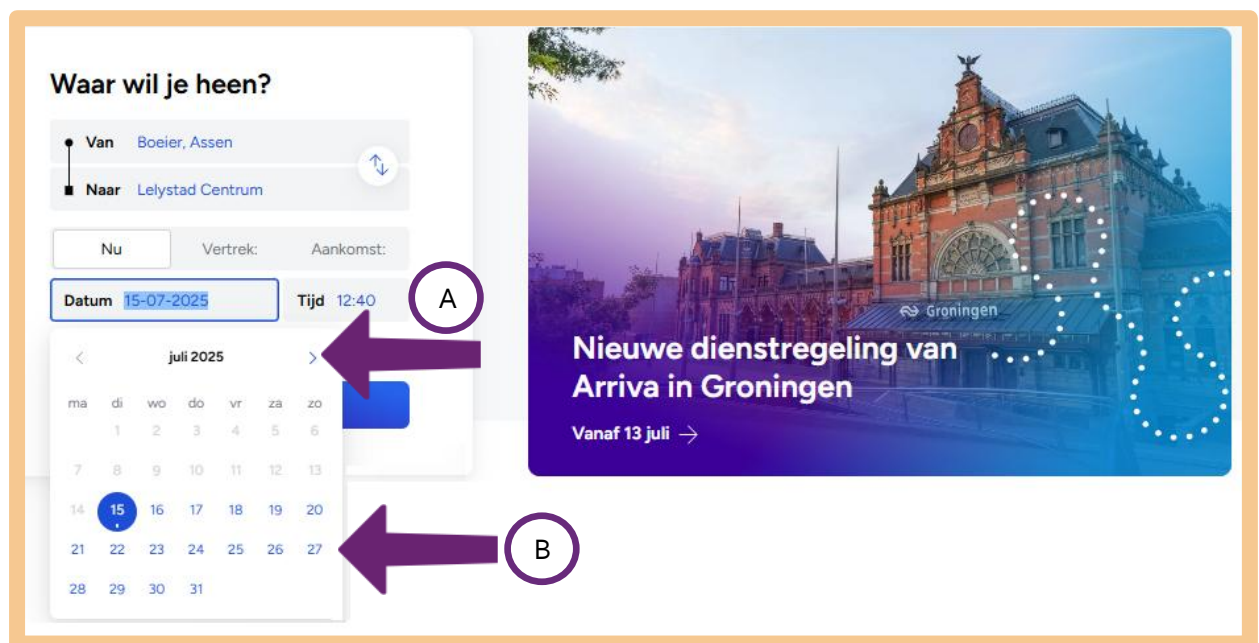 Waar wil je heen?
Van Boeier, Assen
Naar Lelystad Centrum
Nu Vertrek: Aankomst:
Datum 15-07-2025 Tijd 12:40
A
juli 2025
ma di wo do vr za zo
1 2 3 4 5 6
7 8 9 10 11 12 13
14 15 16 17 18 19 20
21 22 23 24 25 26 27
28 29 30 31
B
Groningen
Nieuwe dienstregeling van
Arriva in Groningen
Vanaf 13 juli →